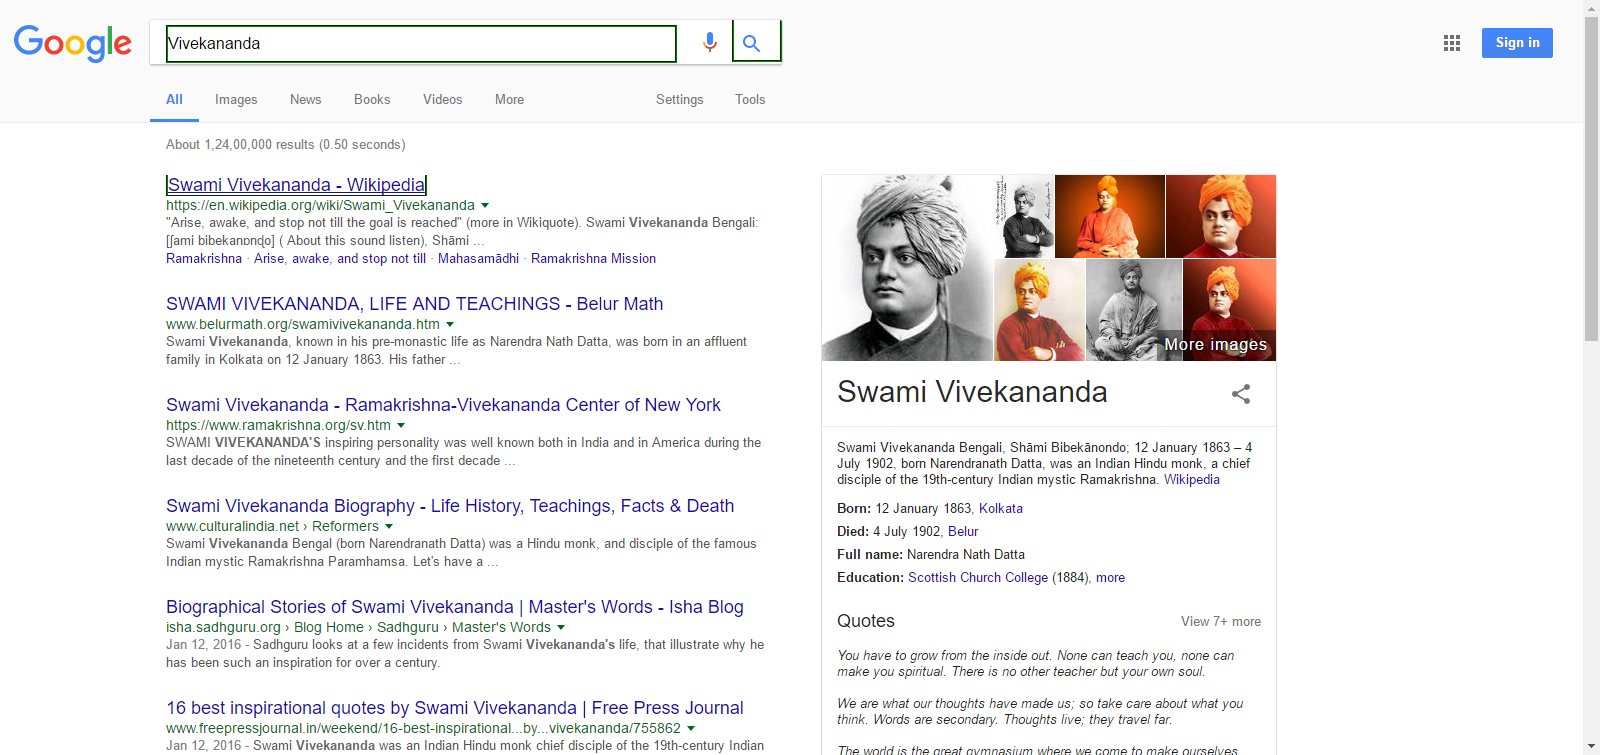 Google
Vivekananda
Sign in
All Images News Books Videos More Settings Tools
About 1,24,00,000 results (0.50 seconds)
Swami Vivekananda - Wikipedia
https://en.wikipedia.org/wiki/Swami_Vivekananda
"Arise, awake, and stop not till the goal is reached" (more in Wikiquote). Swami Vivekananda Bengali:
[ʃami bibekanɒnɖo] ( About this sound listen), Shāmi ...
Ramakrishna · Arise, awake, and stop not till · Mahasamādhi · Ramakrishna Mission
SWAMI VIVEKANANDA, LIFE AND TEACHINGS - Belur Math
www.belurmath.org/swamivivekananda.htm
Swami Vivekananda, known in his pre-monastic life as Narendra Nath Datta, was born in an affluent
family in Kolkata on 12 January 1863. His father ...
Swami Vivekananda - Ramakrishna-Vivekananda Center of New York
https://www.ramakrishna.org/sv.htm
SWAMI VIVEKANANDA'S inspiring personality was well known both in India and in America during the
last decade of the nineteenth century and the first decade ...
Swami Vivekananda Biography - Life History, Teachings, Facts & Death
www.culturalindia.net › Reformers
Swami Vivekananda Bengal (born Narendranath Datta) was a Hindu monk, and disciple of the famous
Indian mystic Ramakrishna Paramhamsa. Let's have a ...
Biographical Stories of Swami Vivekananda | Master's Words - Isha Blog
isha.sadhguru.org › Blog Home › Sadhguru › Master's Words
Jan 12, 2016 - Sadhguru looks at a few incidents from Swami Vivekananda's life, that illustrate why he
has been such an inspiration for over a century.
16 best inspirational quotes by Swami Vivekananda | Free Press Journal
www.freepressjournal.in/weekend/16-best-inspirational...by...vivekananda/755862
Jan 12, 2016 - Swami Vivekananda was an Indian Hindu monk chief disciple of the 19th-century Indian
More images
Swami Vivekananda
Swami Vivekananda Bengali, Shāmi Bibekānondo; 12 January 1863 – 4
July 1902, born Narendranath Datta, was an Indian Hindu monk, a chief
disciple of the 19th-century Indian mystic Ramakrishna. Wikipedia
Born: 12 January 1863, Kolkata
Died: 4 July 1902, Belur
Full name: Narendra Nath Datta
Education: Scottish Church College (1884), more
Quotes View 7+ more
You have to grow from the inside out. None can teach you, none can
make you spiritual. There is no other teacher but your own soul.
We are what our thoughts have made us; so take care about what you
think. Words are secondary. Thoughts live; they travel far.
The world is the great gymnasium where we come to make ourselves